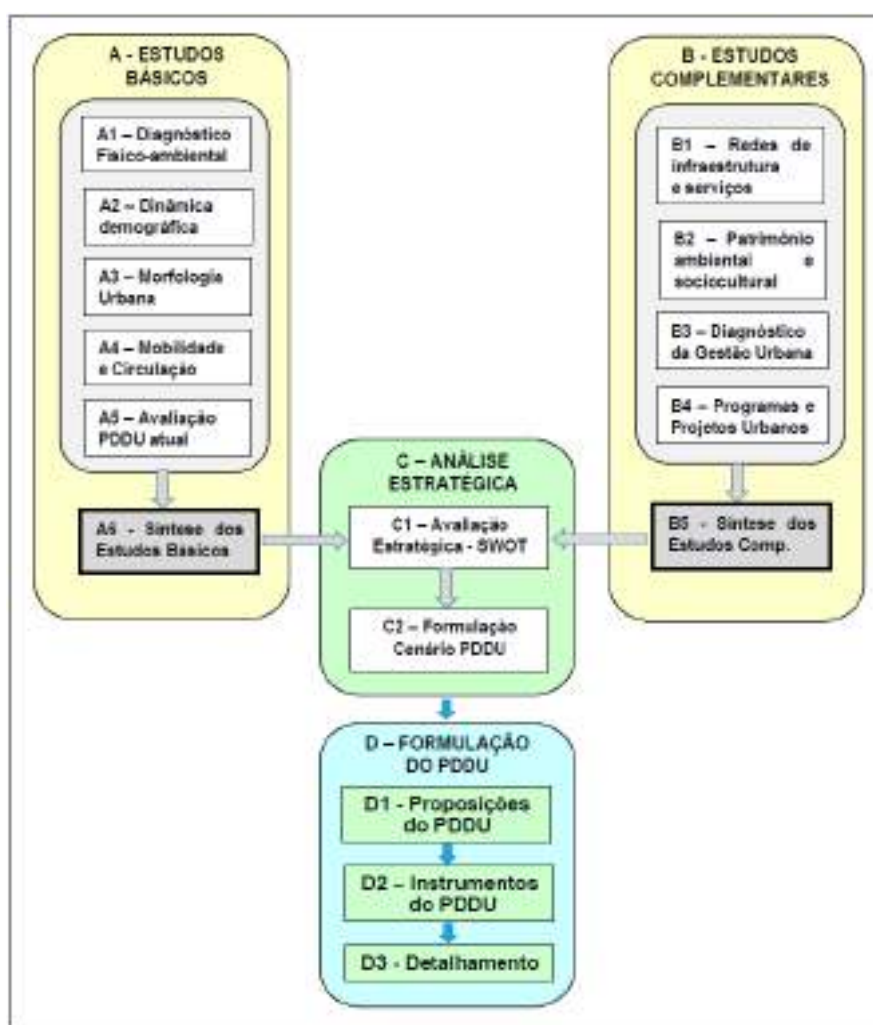 A - ESTUDOS
BÁSICOS
A1 – Diagnóstico
Físico-ambiental
A2 – Dinâmica
demográfica
A3 – Morfologia
Urbana
A4 – Mobilidade
e Circulação
A5 – Avaliação
PDDU atual
A6 - Síntese dos
Estudos Básicos
B - ESTUDOS
COMPLEMENTARES
B1 – Redes de
infraestrutura
e serviços
B2 – Patrimônio
ambiental e
sociocultural
B3 – Diagnóstico
da Gestão Urbana
B4 – Programas e
Projetos Urbanos
B5 - Síntese dos
Estudos Comp.
C – ANÁLISE
ESTRATÉGICA
C1 – Avaliação
Estratégica - SWOT
C2 – Formulação
Cenário PDDU
D – FORMULAÇÃO
DO PDDU
D1 - Proposições
do PDDU
D2 – Instrumentos
do PDDU
D3 - Detalhamento